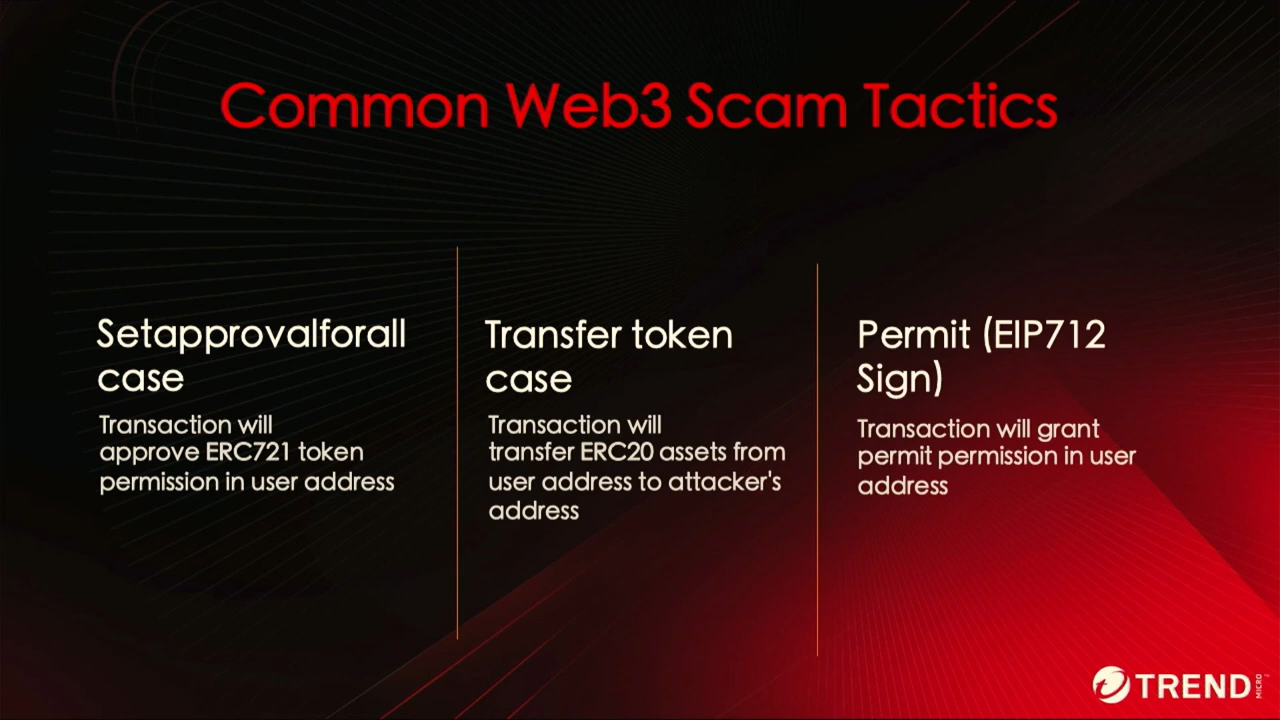 Common Web3 Scam Tactics
Setapprovalforall
case
Transaction will
approve ERC721 token
permission in user address
Transfer token
case
Transaction will
transfer ERC20 assets from
user address to attacker's
address
Permit (EIP712
Sign)
Transaction will grant
permit permission in user
address
TREND
MICRO